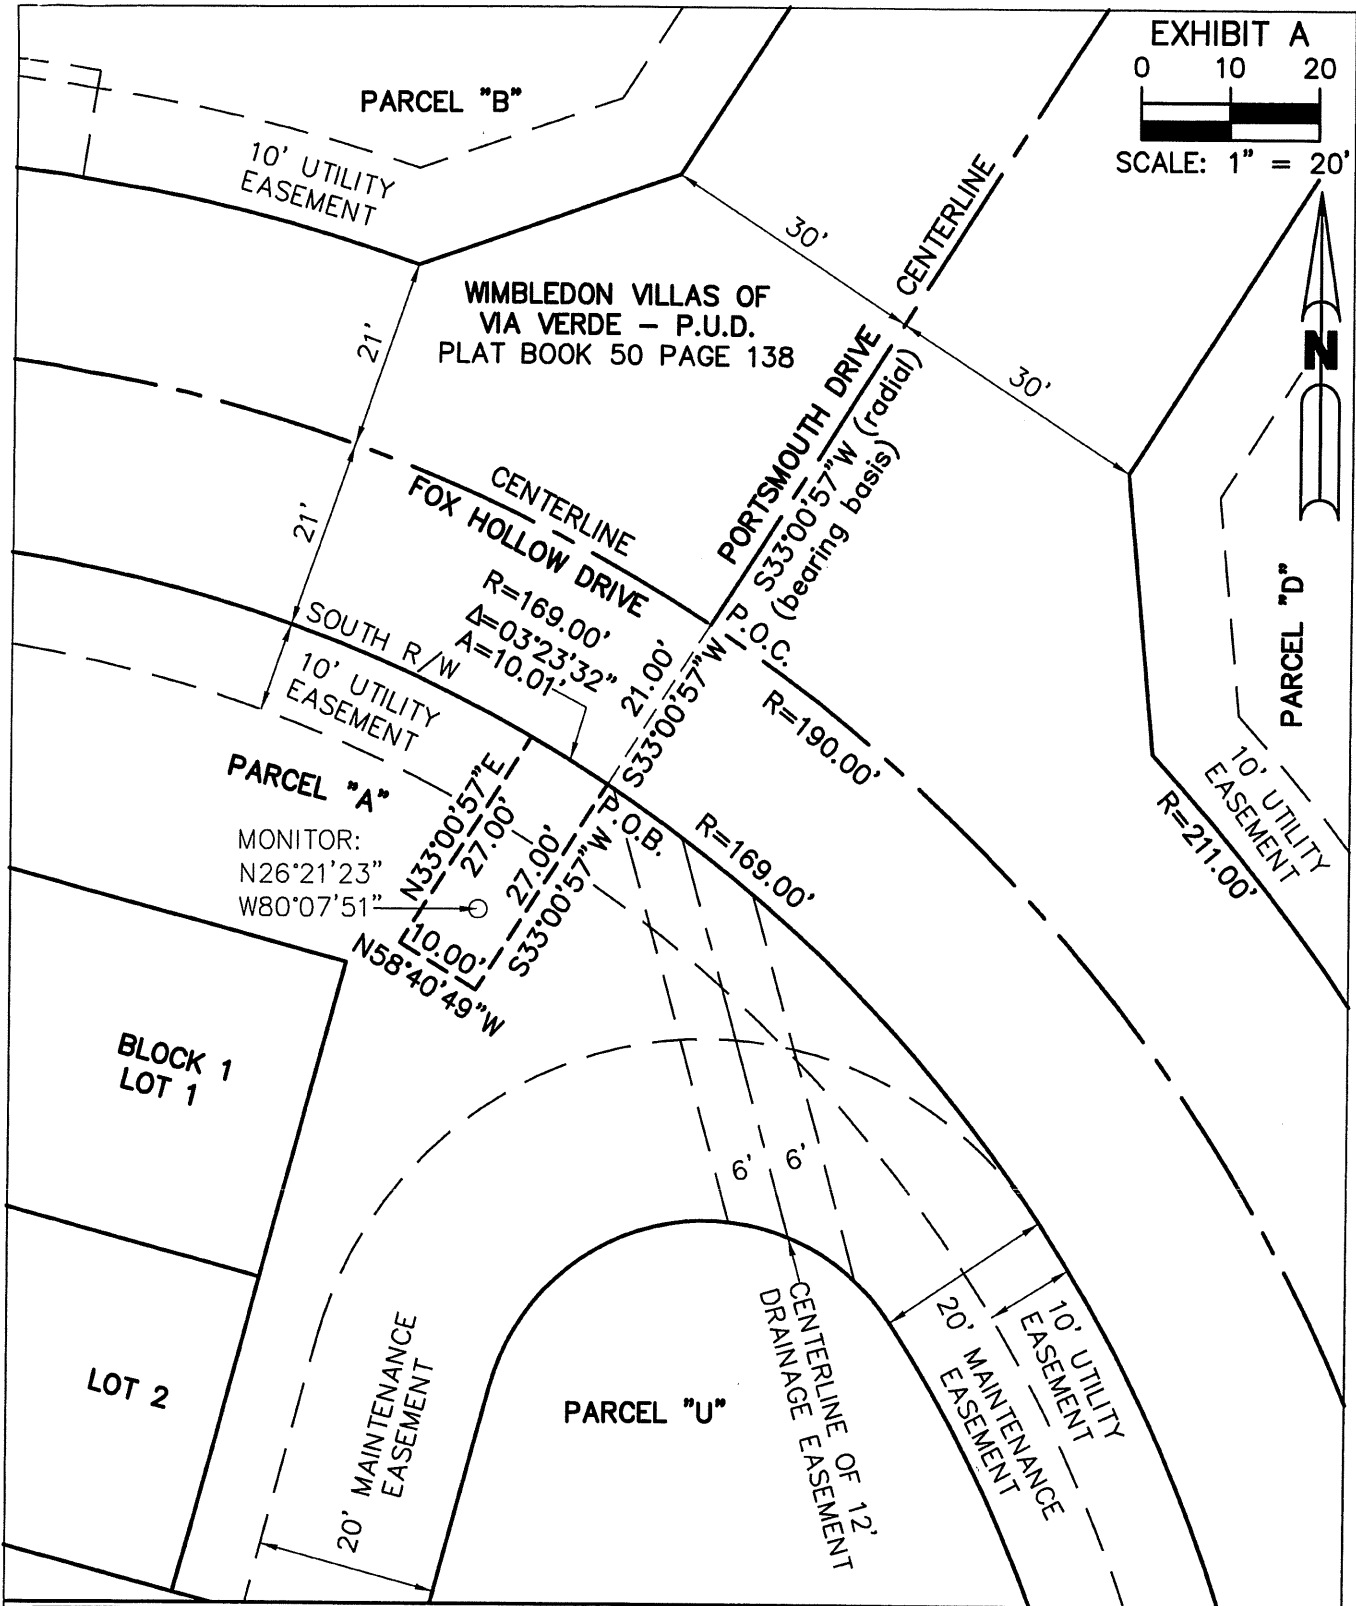 EXHIBIT A
0 10 20
SCALE: 1" = 20'
N
PARCEL "B"
10' UTILITY
EASEMENT
30'
CENTERLINE
WIMBLEDON VILLAS OF
VIA VERDE - P.U.D.
PLAT BOOK 50 PAGE 138
21'
30'
PORTSMOUTH DRIVE
S33°00'57"W (radial)
(bearing basis)
21'
CENTERLINE
FOX HOLLOW DRIVE
R=169.00'
Δ=03°23'32"
A=10.01'
SOUTH R/W
10' UTILITY
EASEMENT
21.00'
S33°00'57"W
P.O.C.
R=190.00'
PARCEL "D"
10' UTILITY
EASEMENT
R=211.00'
PARCEL "A"
MONITOR:
N26°21'23"
W80°07'51"
N33°00'57"E
27.00'
27.00'
S33°00'57"W
P.O.B.
R=169.00'
10.00'
N58°40'49"W
BLOCK 1
LOT 1
6' 6'
CENTERLINE OF 12'
DRAINAGE EASEMENT
20' MAINTENANCE
EASEMENT
10' UTILITY
EASEMENT
LOT 2
20' MAINTENANCE
EASEMENT
PARCEL "U"